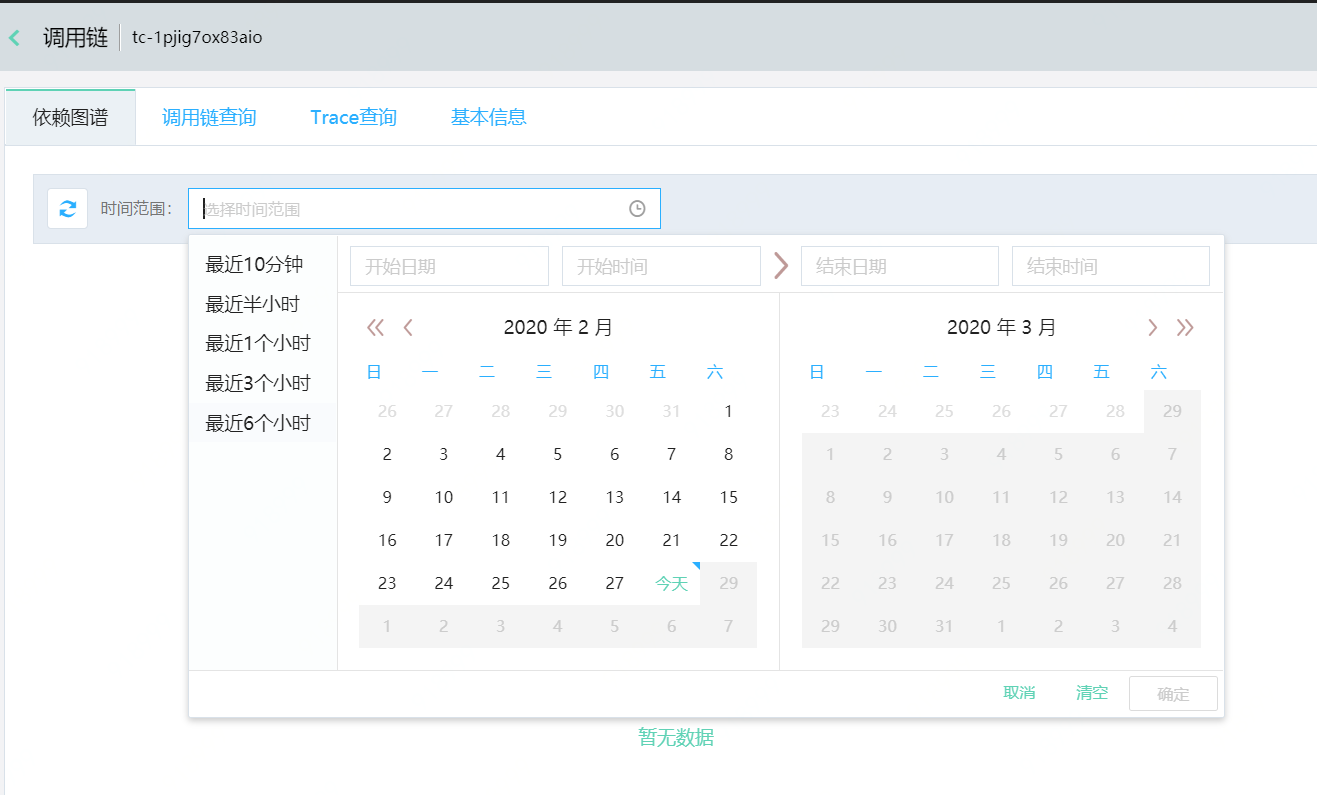 调用链 tc-1pjig7ox83aio
依赖图谱 调用链查询 Trace查询 基本信息
时间范围： 选择时间范围
最近10分钟
最近半小时
最近1个小时
最近3个小时
最近6个小时
开始日期 开始时间 结束日期 结束时间
2020 年 2 月
日 一 二 三 四 五 六
26 27 28 29 30 31 1
2 3 4 5 6 7 8
9 10 11 12 13 14 15
16 17 18 19 20 21 22
23 24 25 26 27 今天 29
1 2 3 4 5 6 7
2020 年 3 月
日 一 二 三 四 五 六
23 24 25 26 27 28 29
1 2 3 4 5 6 7
8 9 10 11 12 13 14
15 16 17 18 19 20 21
22 23 24 25 26 27 28
29 30 31 1 2 3 4
取消 清空 确定
暂无数据